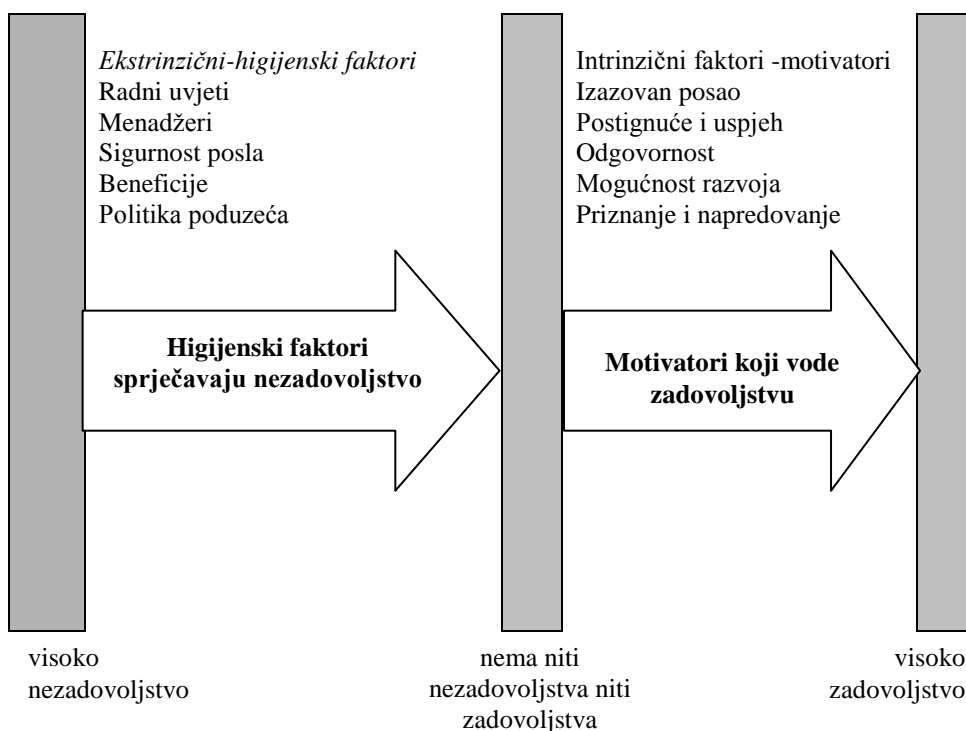 Ekstrinzični-higijenski faktori
Radni uvjeti
Menadžeri
Sigurnost posla
Beneficije
Politika poduzeća
Intrinzični faktori -motivatori
Izazovan posao
Postignuće i uspjeh
Odgovornost
Mogućnost razvoja
Priznanje i napredovanje
Higijenski faktori
sprječavaju nezadovoljstvo
Motivatori koji vode
zadovoljstvu
visoko
nezadovoljstvo
nema niti
nezadovoljstva niti
zadovoljstva
visoko
zadovoljstvo